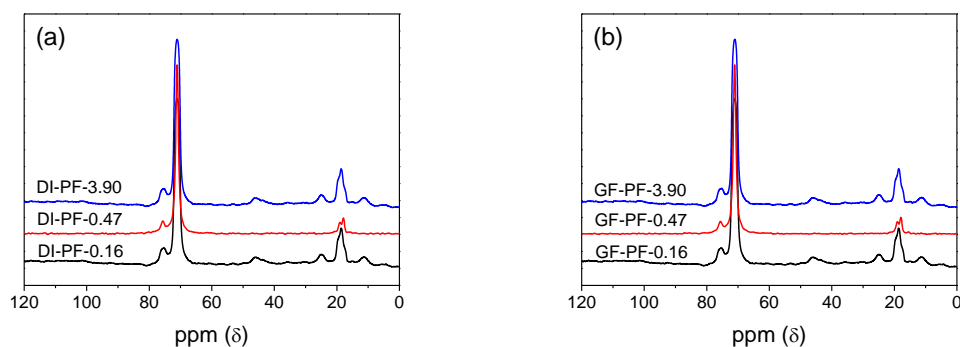 (a)
DI-PF-3.90
DI-PF-0.47
DI-PF-0.16
120 100 80 60 40 20 0
ppm (δ)
(b)
GF-PF-3.90
GF-PF-0.47
GF-PF-0.16
120 100 80 60 40 20 0
ppm (δ)